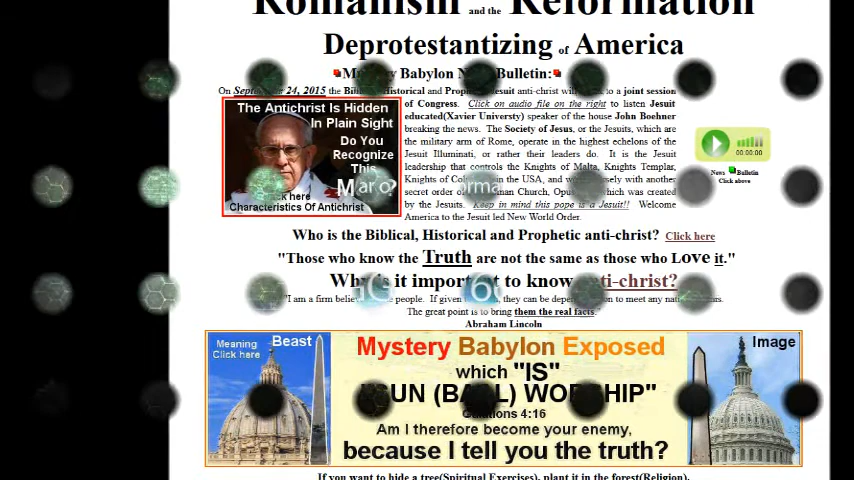 Romanism and the Reformation
Deprotestantizing of America
Babylon Bulletin:
On 24, 2015 the Historical and anti-christ to a joint session
of Congress. Click on audio file on the right to listen Jesuit
educated(Xavier Universty) speaker of the house John Boehner
breaking the news. The Society of Jesus, or the Jesuits, which are
the military arm of Rome, operate in the highest echelons of the
Jesuit Illuminati, or rather their leaders do. It is the Jesuit
leadership that controls the Knights of Malta, Knights Templar,
Knights of in the USA, and with another
secret order of Church, which was created
by the Jesuits. Keep in mind this pope is a Jesuit!! Welcome
America to the Jesuit led New World Order.
The Antichrist Is Hidden
In Plain Sight
Do You
Recognize
This
here
Characteristics Of Antichrist
00:00:00
News Bulletin
Click above
Who is the Biblical, Historical and Prophetic anti-christ? Click here
"Those who know the Truth are not the same as those who Love it."
Why is it important to know anti-christ?
"I am a firm people. If given they can be to meet any
The great point is to bring them the real facts.
Abraham Lincoln
Meaning
Click here
Beast
Mystery Babylon Exposed
which "IS"
"SUN (BAAL) WORSHIP"
4:16
Am I therefore become your enemy,
because I tell you the truth?
Image
If you want to hide a tree(Spiritual Exercises), plant it in the forest(Religion).